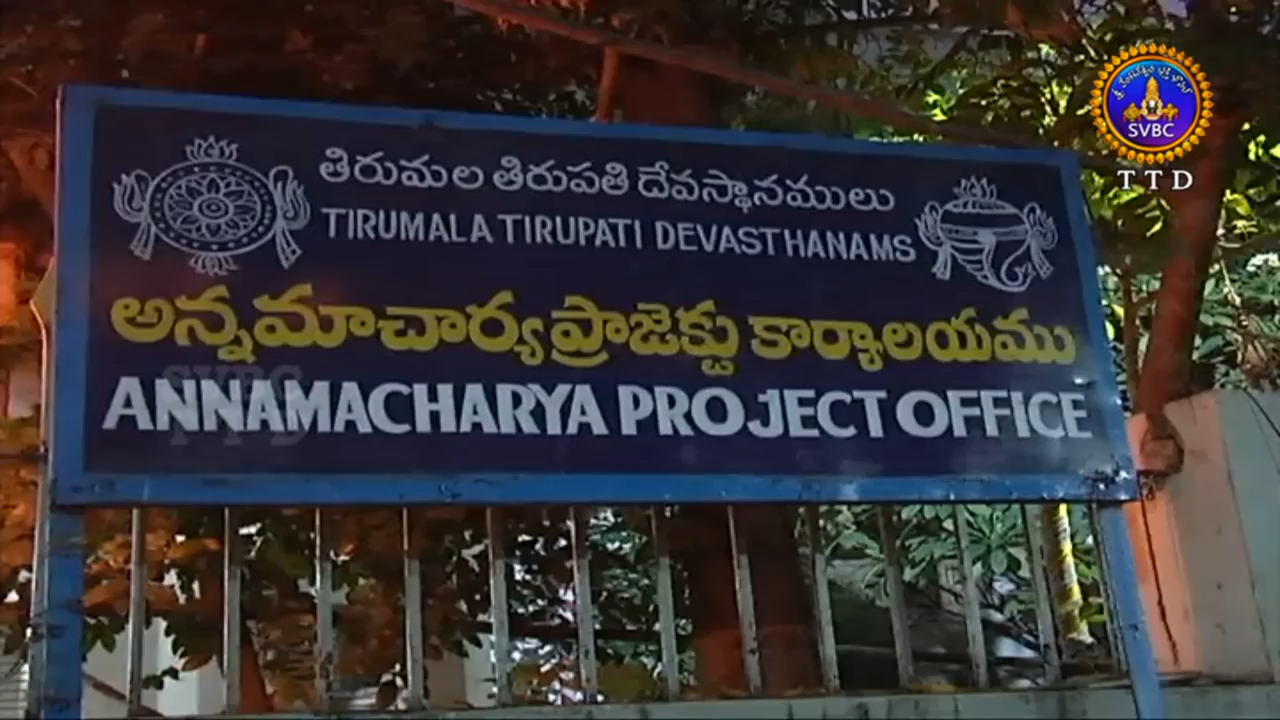 తిరుమల తిరుపతి దేవస్థానములు
TIRUMALA TIRUPATI DEVASTHANAMS
అన్నమాచార్య ప్రాజెక్టు కార్యాలయము
ANNAMACHARYA PROJECT OFFICE
SVBC
TTD